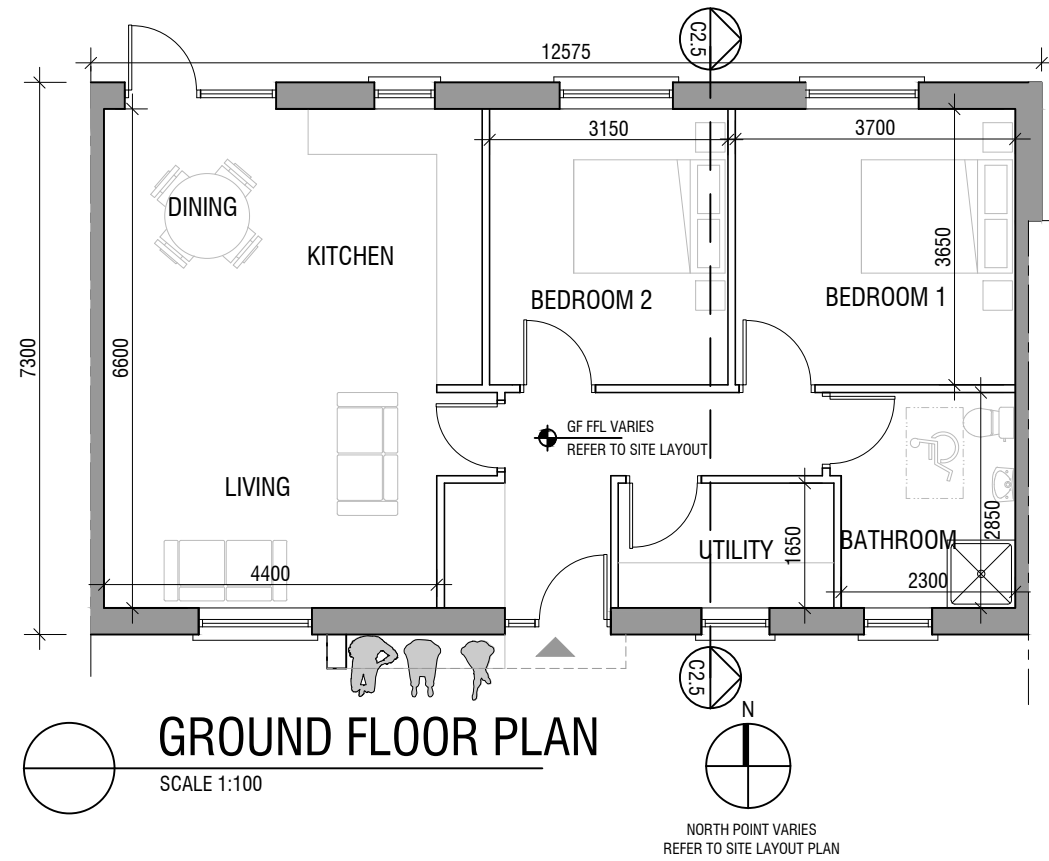 C2.5
12575
3150
3700
DINING
KITCHEN
3650
BEDROOM 2
BEDROOM 1
7300
6600
GF FFL VARIES
REFER TO SITE LAYOUT
LIVING
UTILITY
1650
BATHROOM
2850
4400
2300
C2.5
GROUND FLOOR PLAN
SCALE 1:100
N
NORTH POINT VARIES
REFER TO SITE LAYOUT PLAN